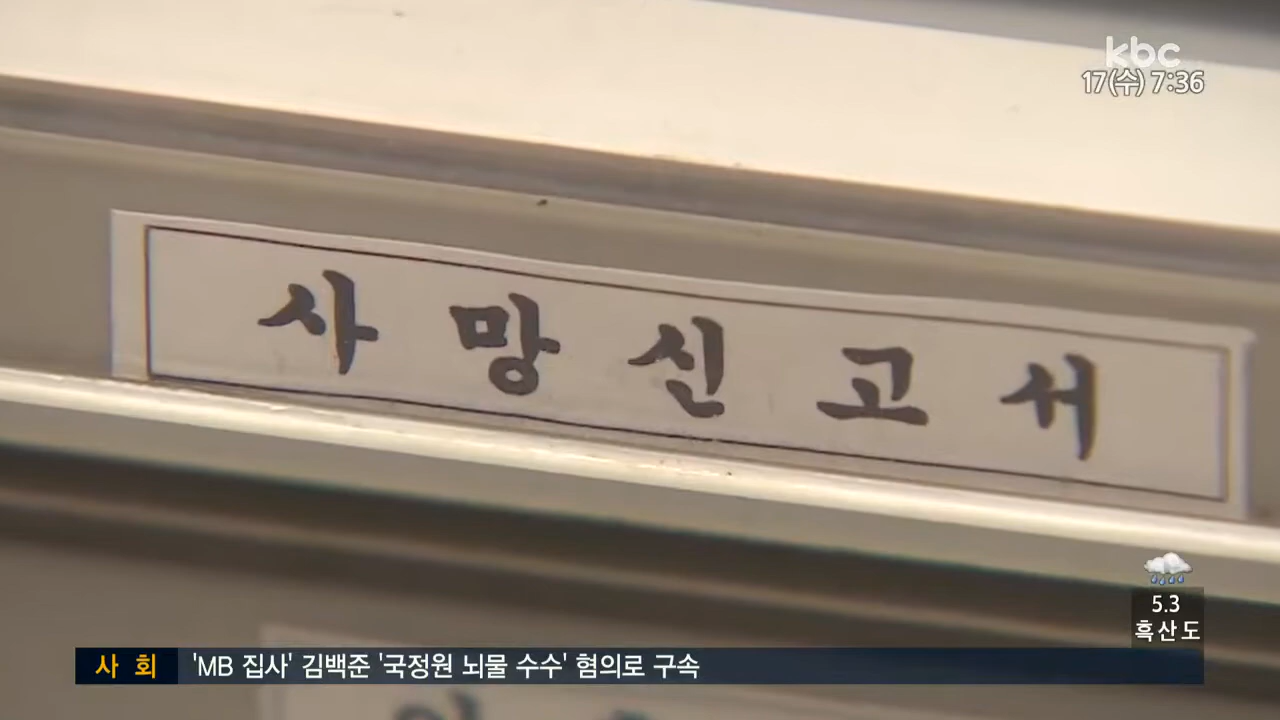 kbc
17(수) 7:36
사망신고서
5.3
흑산도
사회 'MB 집사' 김백준 '국정원 뇌물 수수' 혐의로 구속